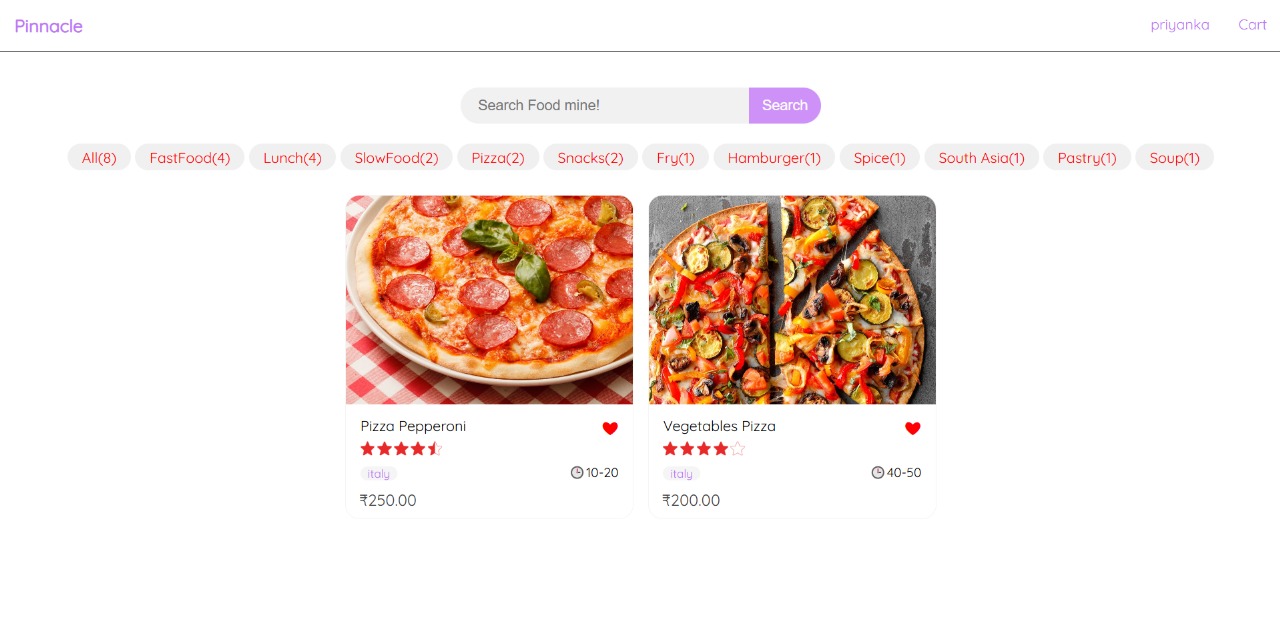 Pinnacle priyanka Cart
Search Food mine! Search
All(8) FastFood(4) Lunch(4) SlowFood(2) Pizza(2) Snacks(2) Fry(1) Hamburger(1) Spice(1) South Asia(1) Pastry(1) Soup(1)
Pizza Pepperoni
italy 10-20
₹250.00
Vegetables Pizza
italy 40-50
₹200.00